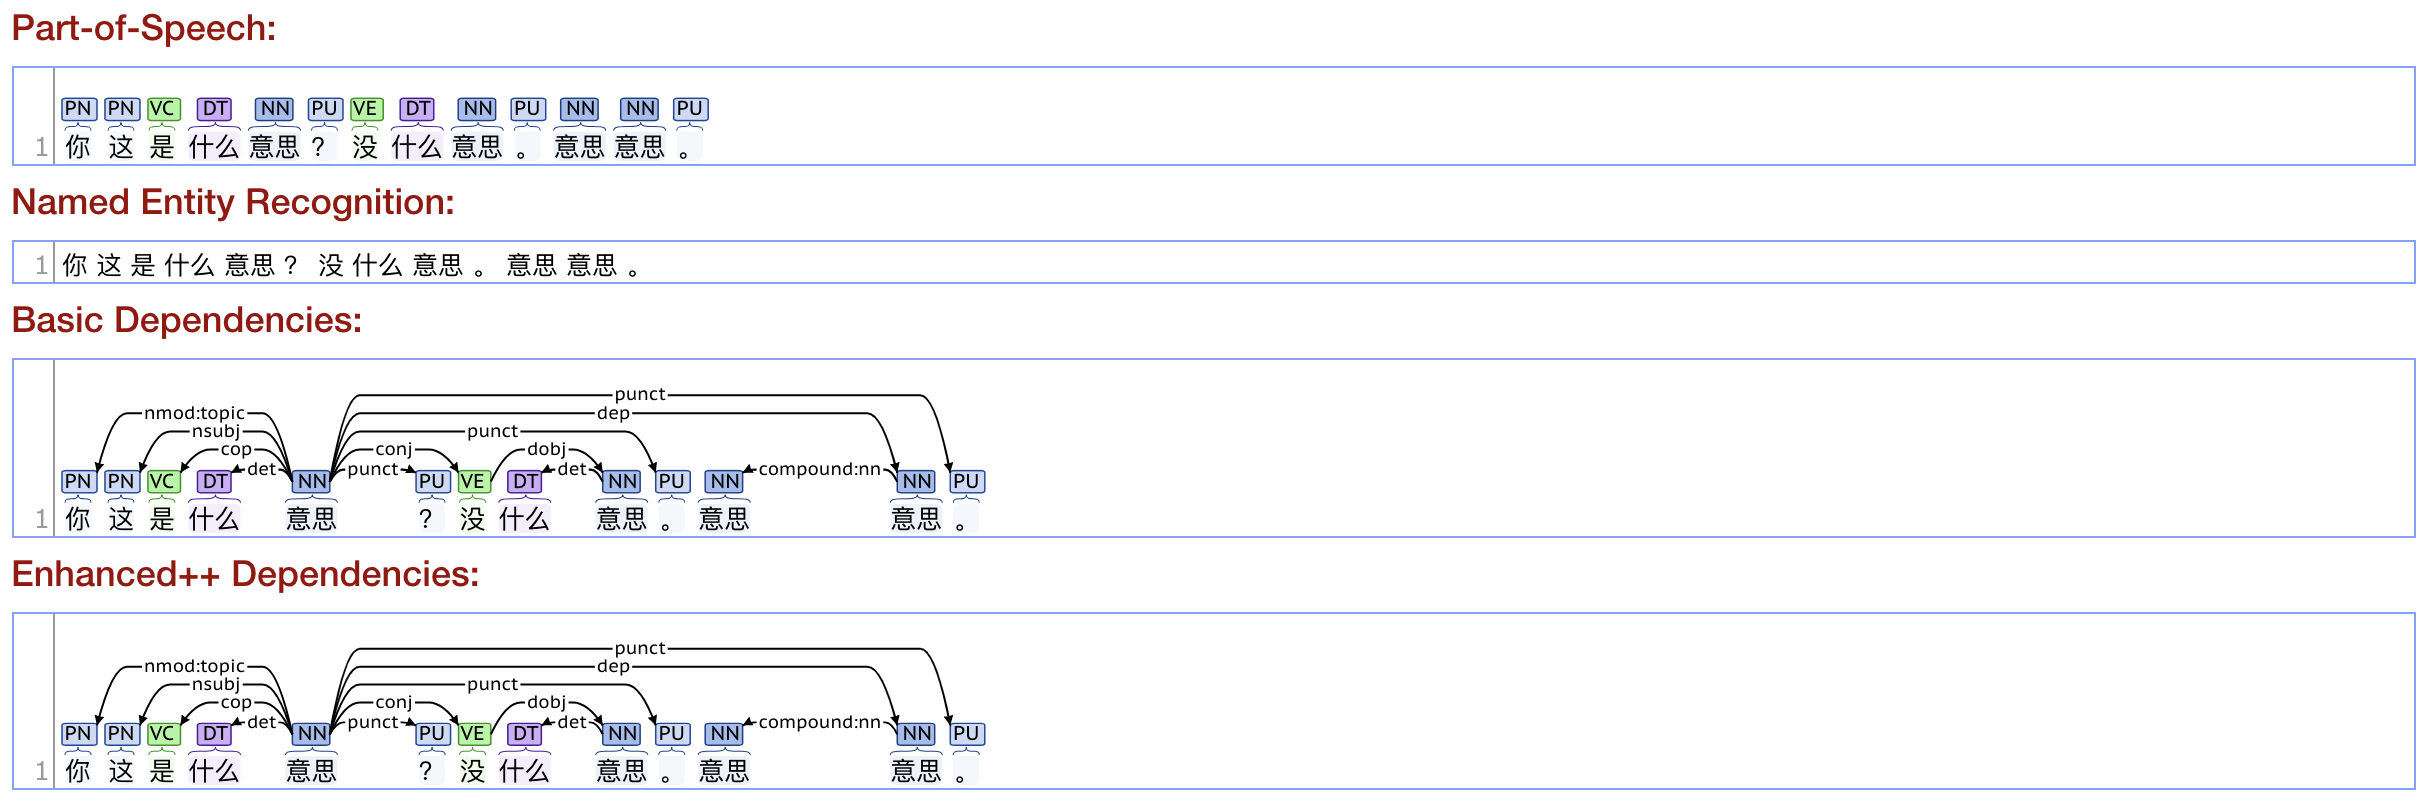 Part-of-Speech:
PN PN VC DT NN PU VE DT NN PU NN NN PU
1 你 这 是 什么 意思 ? 没 什么 意思 。 意思 意思 。
Named Entity Recognition:
1 你 这 是 什么 意思 ? 没 什么 意思 。 意思 意思 。
Basic Dependencies:
punct
nmod:topic dep
nsubj punct
cop conj dobj
det punct det compound:nn
PN PN VC DT NN PU VE DT NN PU NN NN PU
1 你 这 是 什么 意思 ? 没 什么 意思 。 意思 意思 。
Enhanced++ Dependencies:
punct
nmod:topic dep
nsubj punct
cop conj dobj
det punct det compound:nn
PN PN VC DT NN PU VE DT NN PU NN NN PU
1 你 这 是 什么 意思 ? 没 什么 意思 。 意思 意思 。